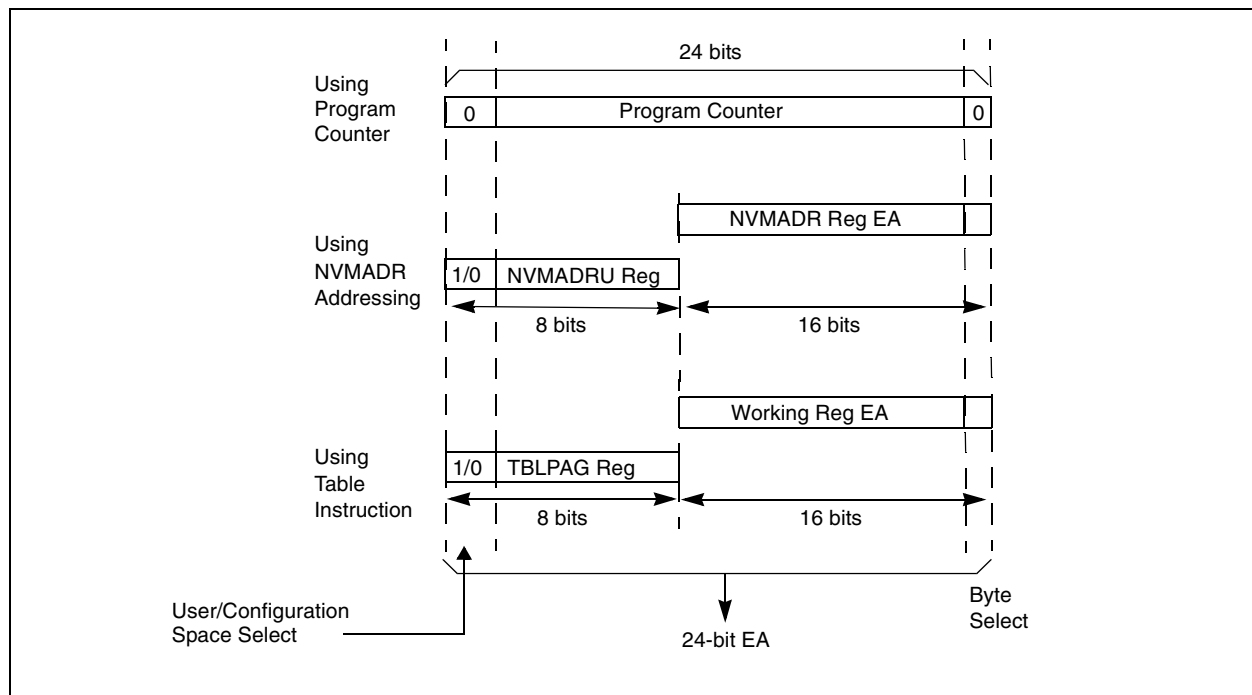 24 bits
Using
Program
Counter
0
Program Counter
0
NVMADR Reg EA
Using
NVMADR
Addressing
1/0
NVMADRU Reg
8 bits
16 bits
Working Reg EA
Using
Table
Instruction
1/0
TBLPAG Reg
8 bits
16 bits
User/Configuration
Space Select
24-bit EA
Byte
Select